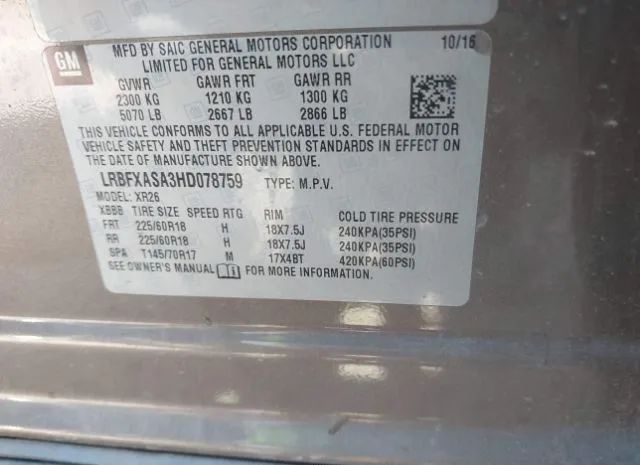 GM
MFD BY SAIC GENERAL MOTORS CORPORATION 10/16
LIMITED FOR GENERAL MOTORS LLC
GVWR GAWR FRT GAWR RR
2300 KG 1210 KG 1300 KG
5070 LB 2667 LB 2866 LB
THIS VEHICLE CONFORMS TO ALL APPLICABLE U.S. FEDERAL MOTOR
VEHICLE SAFETY AND THEFT PREVENTION STANDARDS IN EFFECT ON THE
DATE OF MANUFACTURE SHOWN ABOVE.
LRBFXASA3HD078759 TYPE: M.P.V.
MODEL: XR26
XBBB TIRE SIZE SPEED RTG RIM COLD TIRE PRESSURE
FRT 225/60R18 H 18X7.5J 240KPA(35PSI)
RR 225/60R18 H 18X7.5J 240KPA(35PSI)
SPA T145/70R17 M 17X4BT 420KPA(60PSI)
SEE OWNER'S MANUAL FOR MORE INFORMATION.